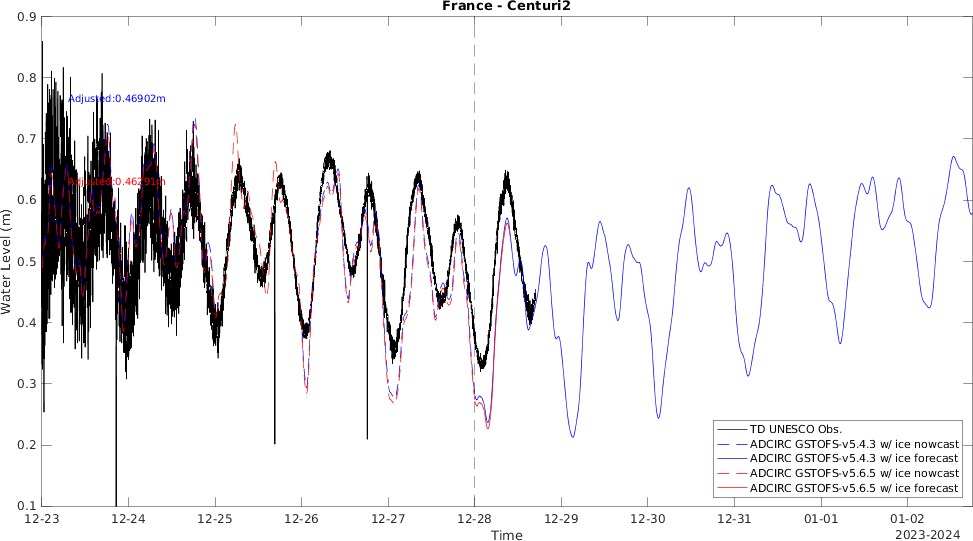 France - Centuri2
0.9
0.8
0.7
0.6
0.5
0.4
0.3
0.2
0.1
Water Level (m)
Adjusted:0.46902m
Adjusted:0.46291m
TD UNESCO Obs.
ADCIRC GSTOFS-v5.4.3 w/ ice nowcast
ADCIRC GSTOFS-v5.4.3 w/ ice forecast
ADCIRC GSTOFS-v5.6.5 w/ ice nowcast
ADCIRC GSTOFS-v5.6.5 w/ ice forecast
12-23 12-24 12-25 12-26 12-27 12-28 12-29 12-30 12-31 01-01 01-02
Time
2023-2024